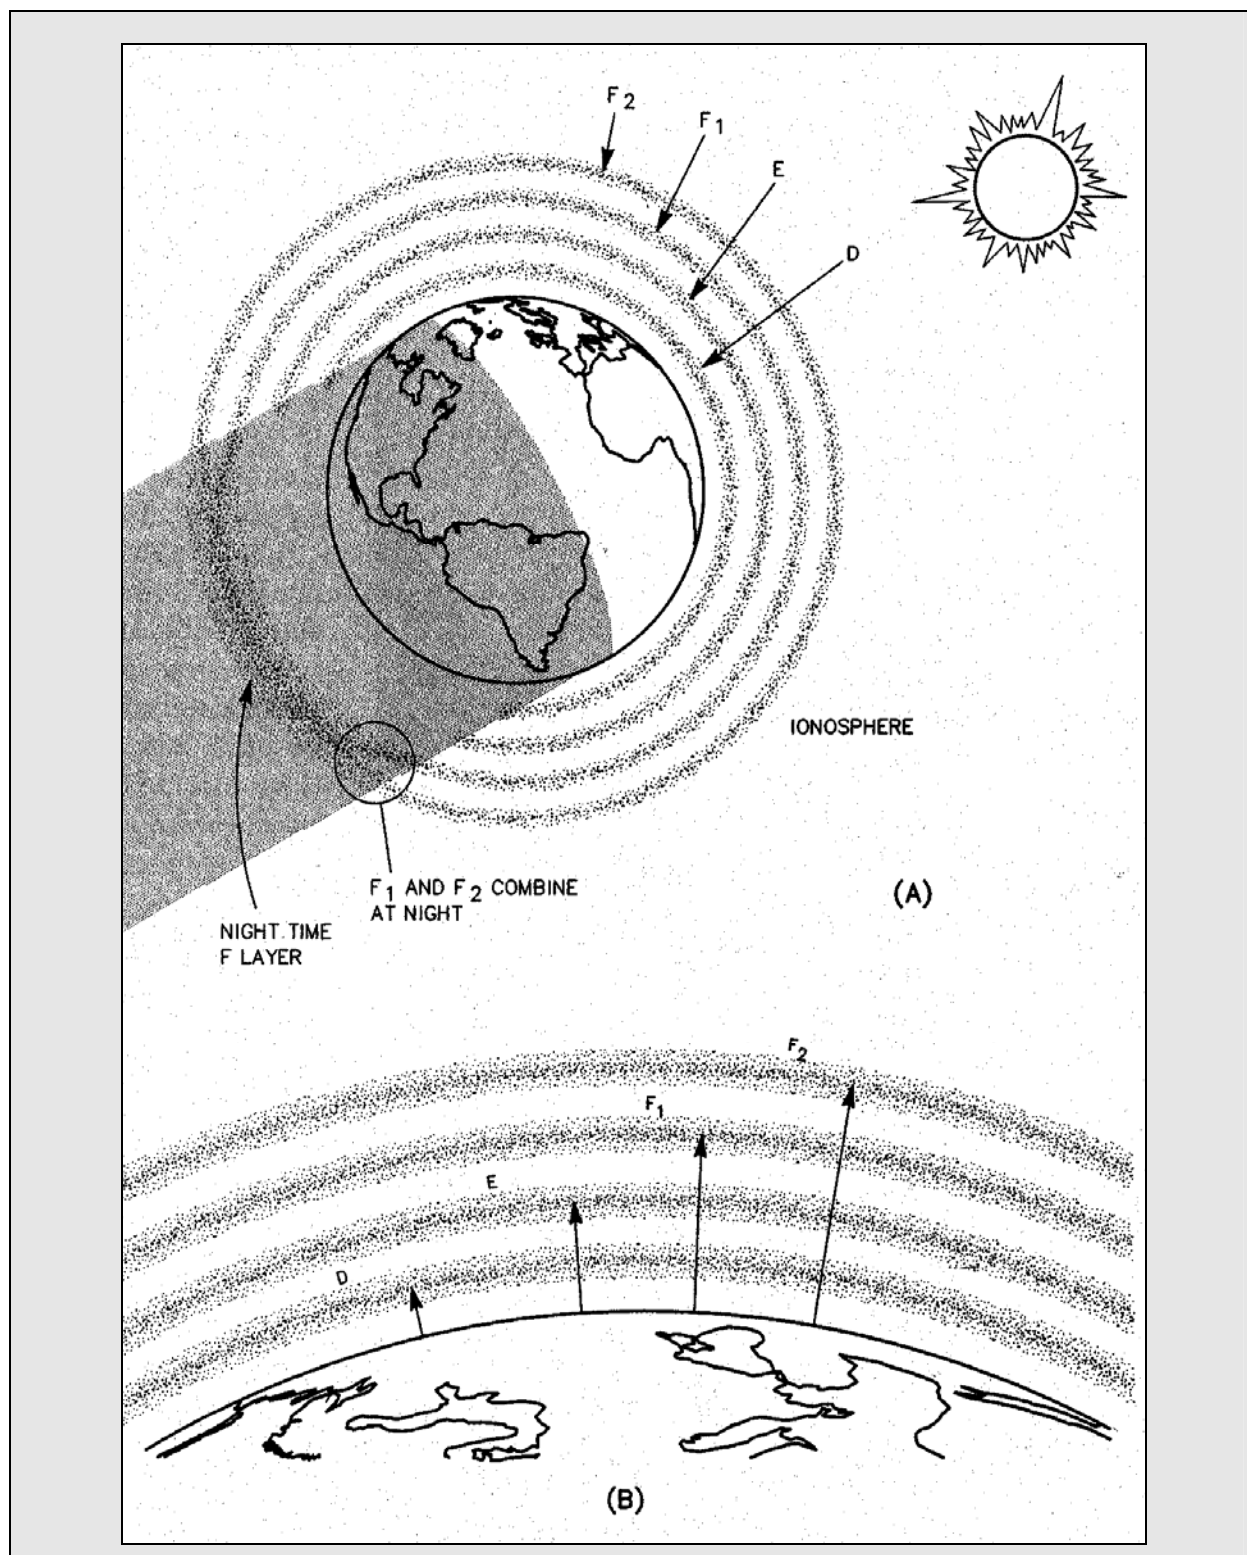 F2
F1
E
D
IONOSPHERE
F1 AND F2 COMBINE
AT NIGHT
(A)
NIGHT TIME
F LAYER
F2
F1
E
D
(B)